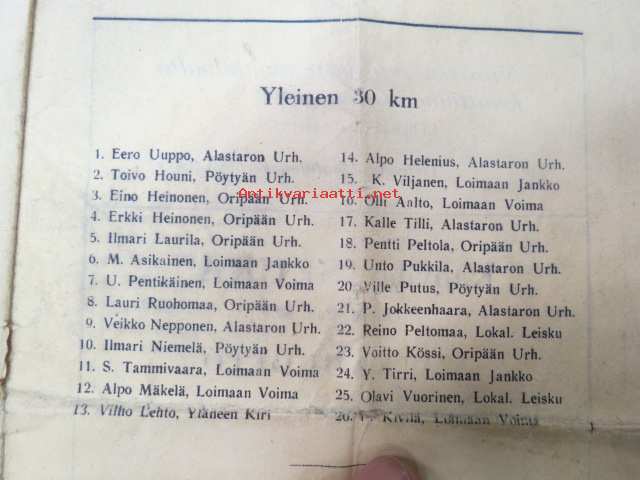 Yleinen 30 km
1. Eero Uuppo, Alastaron Urh.
2. Toivo Houni, Pöytyän Urh.
3. Eino Heinonen, Oripään Urh.
4. Erkki Heinonen, Oripään Urh.
5. Ilmari Laurila, Oripään Urh.
6. M. Asikainen, Loimaan Jankko
7. U. Pentikäinen, Loimaan Voima
8. Lauri Ruohomaa, Oripään Urh.
9. Veikko Nepponen, Alastaron Urh.
10. Ilmari Niemelä, Pöytyän Urh.
11. S. Tammivaara, Loimaan Voima
12. Alpo Mäkelä, Loimaan Voima
13. Vilho Lehto, Yläneen Kiri
14. Alpo Helenius, Alastaron Urh.
15. K. Viljanen, Loimaan Jankko
16. Olli Aalto, Loimaan Voima
17. Kalle Tilli, Alastaron Urh.
18. Pentti Peltola, Oripään Urh.
19. Unto Pukkila, Alastaron Urh.
20. Ville Putus, Pöytyän Urh.
21. P. Jokkeenhaara, Alastaron Urh.
22. Reino Peltomaa, Lokal. Leisku
23. Voitto Kössi, Oripään Urh.
24. Y. Tirri, Loimaan Jankko
25. Olavi Vuorinen, Lokal. Leisku
26. Kivilä, Loimaan Voima
Antikvariaatti.net